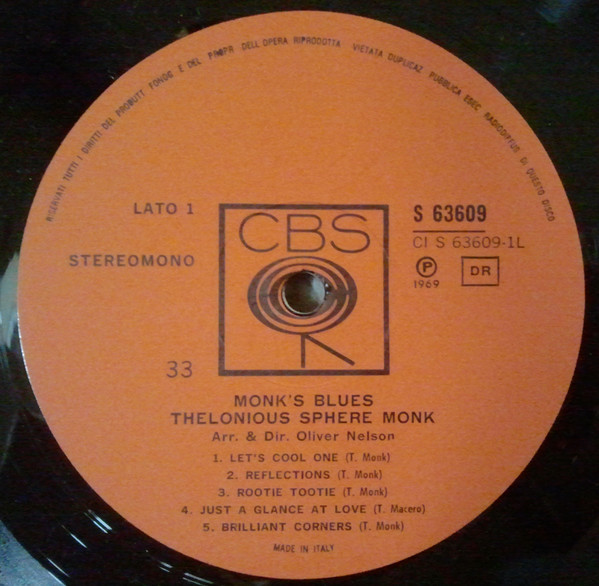 RISERVATI TUTTI I DIRITTI DEL PRODUTT FONOG E DEL PROPR DELL'OPERA RIPRODOTTA VIETATA DUPLICAZ PUBBLICA ESEC RADIODIFFUS DI QUESTO DISCO
LATO 1
STEREOMONO
33
CBS
S 63609
CI S 63609-1L
P
1969
DR
MONK'S BLUES
THELONIOUS SPHERE MONK
Arr. & Dir. Oliver Nelson
1. LET'S COOL ONE (T. Monk)
2. REFLECTIONS (T. Monk)
3. ROOTIE TOOTIE (T. Monk)
4. JUST A GLANCE AT LOVE (T. Macero)
5. BRILLIANT CORNERS (T. Monk)
MADE IN ITALY